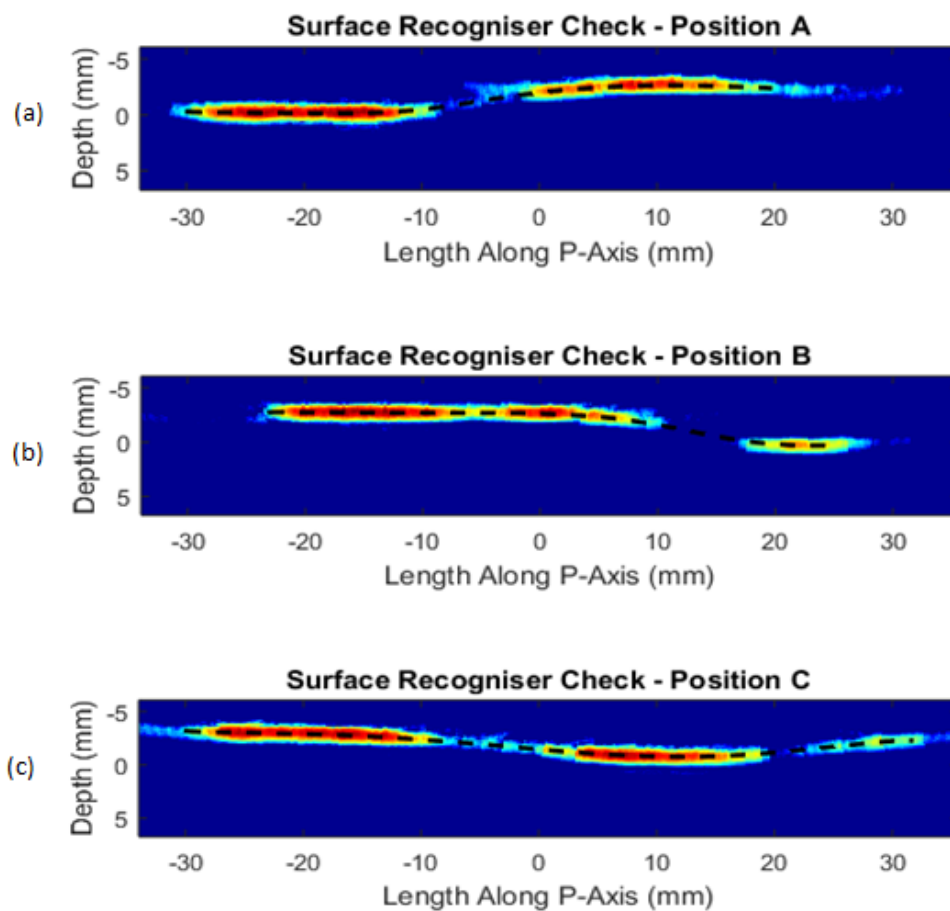 Surface Recogniser Check - Position A
(a)
Depth (mm)
-5
0
5
-30 -20 -10 0 10 20 30
Length Along P-Axis (mm)
Surface Recogniser Check - Position B
(b)
Depth (mm)
-5
0
5
-30 -20 -10 0 10 20 30
Length Along P-Axis (mm)
Surface Recogniser Check - Position C
(c)
Depth (mm)
-5
0
5
-30 -20 -10 0 10 20 30
Length Along P-Axis (mm)